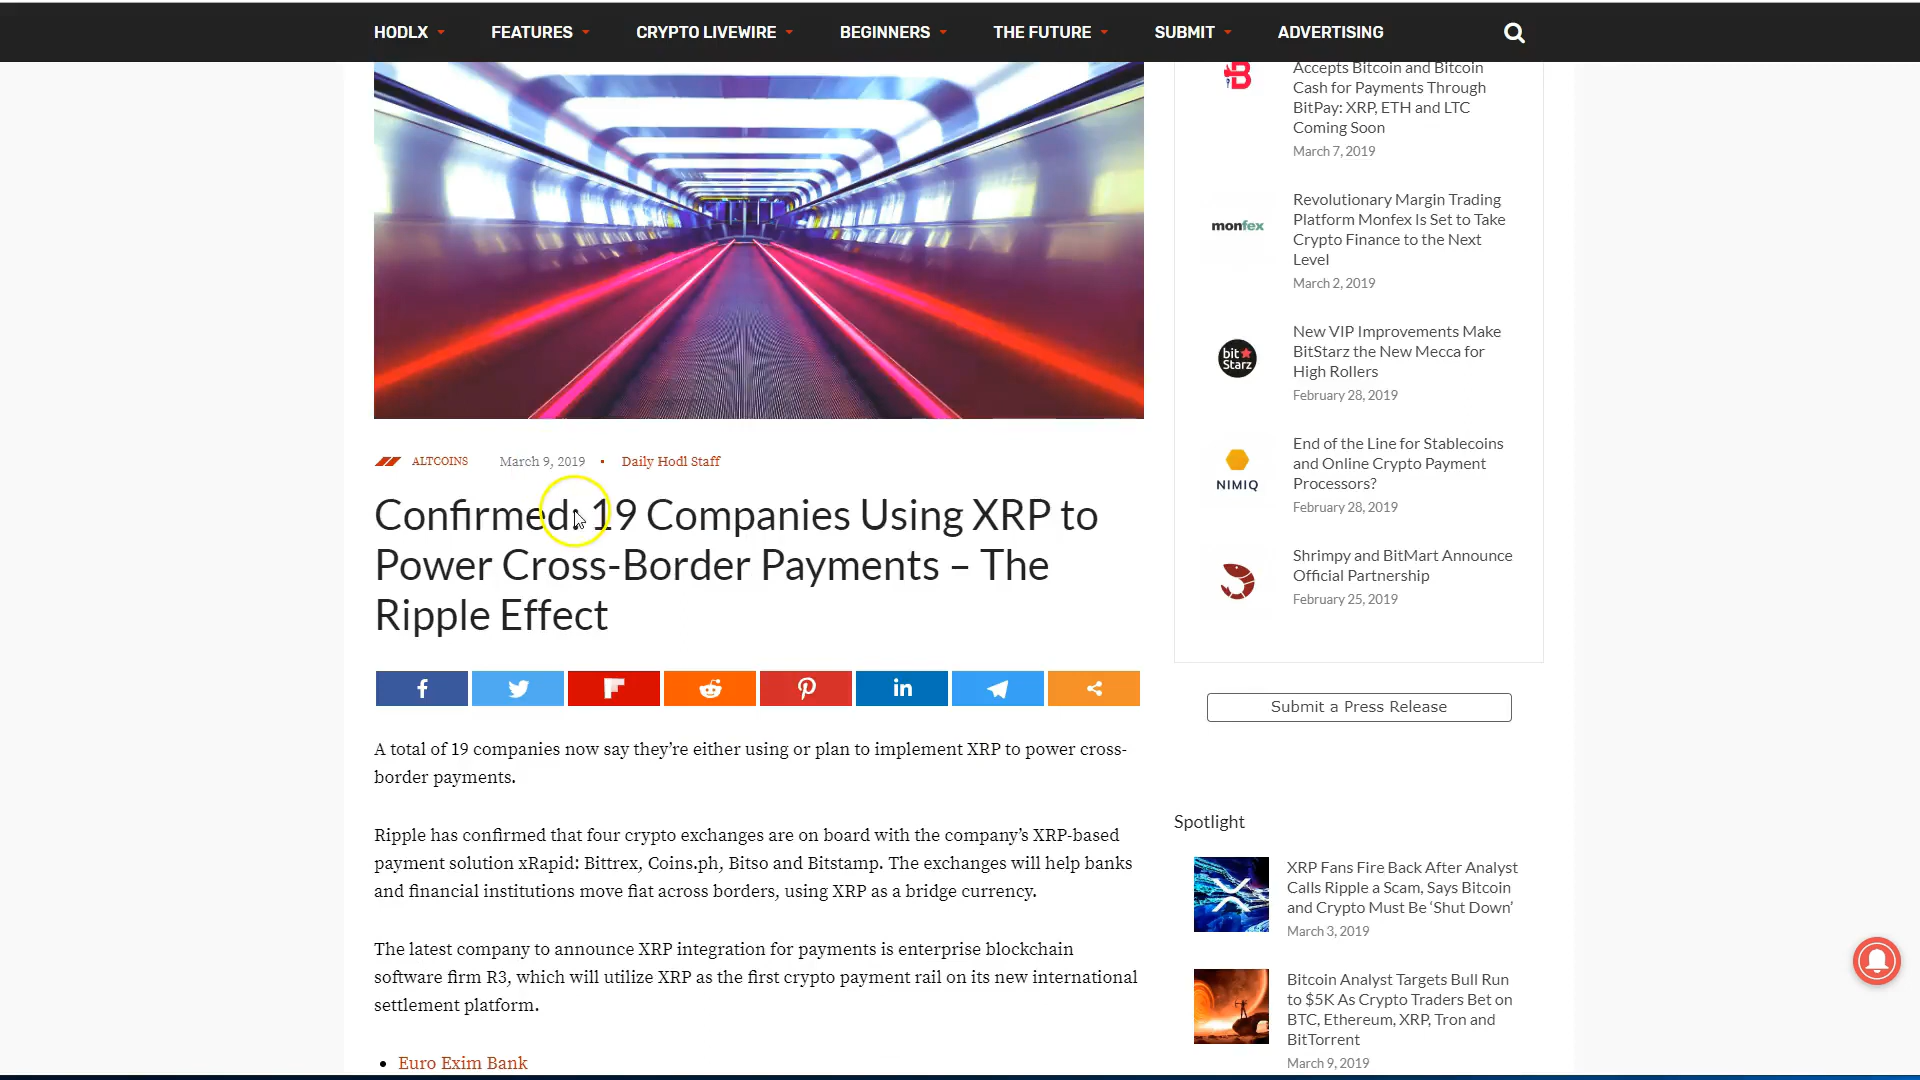 HODLX
FEATURES
CRYPTO LIVEWIRE
BEGINNERS
THE FUTURE
SUBMIT
ADVERTISING
ALTCOINS
March 9, 2019
Daily Hodl Staff
Confirmed: 19 Companies Using XRP to
Power Cross-Border Payments – The
Ripple Effect
A total of 19 companies now say they’re either using or plan to implement XRP to power cross-
border payments.
Ripple has confirmed that four crypto exchanges are on board with the company’s XRP-based
payment solution xRapid: Bittrex, Coins.ph, Bitso and Bitstamp. The exchanges will help banks
and financial institutions move fiat across borders, using XRP as a bridge currency.
The latest company to announce XRP integration for payments is enterprise blockchain
software firm R3, which will utilize XRP as the first crypto payment rail on its new international
settlement platform.
• Euro Exim Bank
Accepts Bitcoin and Bitcoin
Cash for Payments Through
BitPay: XRP, ETH and LTC
Coming Soon
March 7, 2019
monfex
Revolutionary Margin Trading
Platform Monfex Is Set to Take
Crypto Finance to the Next
Level
March 2, 2019
bit
Starz
New VIP Improvements Make
BitStarz the New Mecca for
High Rollers
February 28, 2019
NIMIQ
End of the Line for Stablecoins
and Online Crypto Payment
Processors?
February 28, 2019
Shrimpy and BitMart Announce
Official Partnership
February 25, 2019
Submit a Press Release
Spotlight
XRP Fans Fire Back After Analyst
Calls Ripple a Scam, Says Bitcoin
and Crypto Must Be ‘Shut Down’
March 3, 2019
Bitcoin Analyst Targets Bull Run
to $5K As Crypto Traders Bet on
BTC, Ethereum, XRP, Tron and
BitTorrent
March 9, 2019